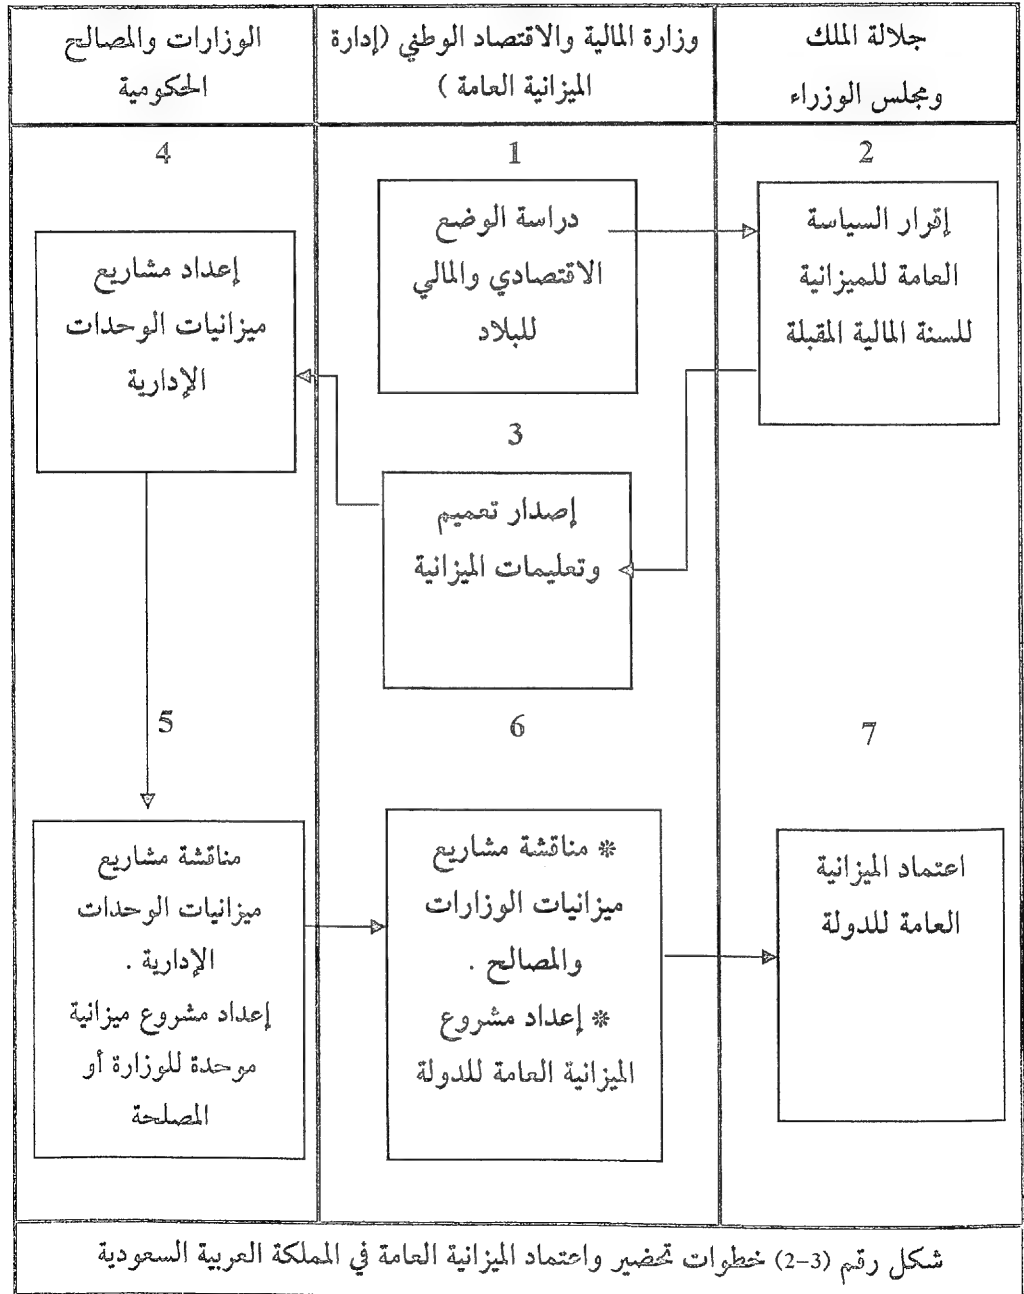 جلالة الملك
ومجلس الوزراء
وزارة المالية والاقتصاد الوطني (إدارة
الميزانية العامة )
الوزارات والمصالح
الحكومية
1
دراسة الوضع
الاقتصادي والمالي
للبلاد
2
إقرار السياسة
العامة للميزانية
للسنة المالية المقبلة
3
إصدار تعميم
وتعليمات الميزانية
4
إعداد مشاريع
ميزانيات الوحدات
الإدارية
5
مناقشة مشاريع
ميزانيات الوحدات
الإدارية .
إعداد مشروع ميزانية
موحدة للوزارة أو
المصلحة
6
* مناقشة مشاريع
ميزانيات الوزارات
والمصالح .
* إعداد مشروع
الميزانية العامة للدولة
7
اعتماد الميزانية
العامة للدولة
شكل رقم (3-2) خطوات تحضير واعتماد الميزانية العامة في المملكة العربية السعودية